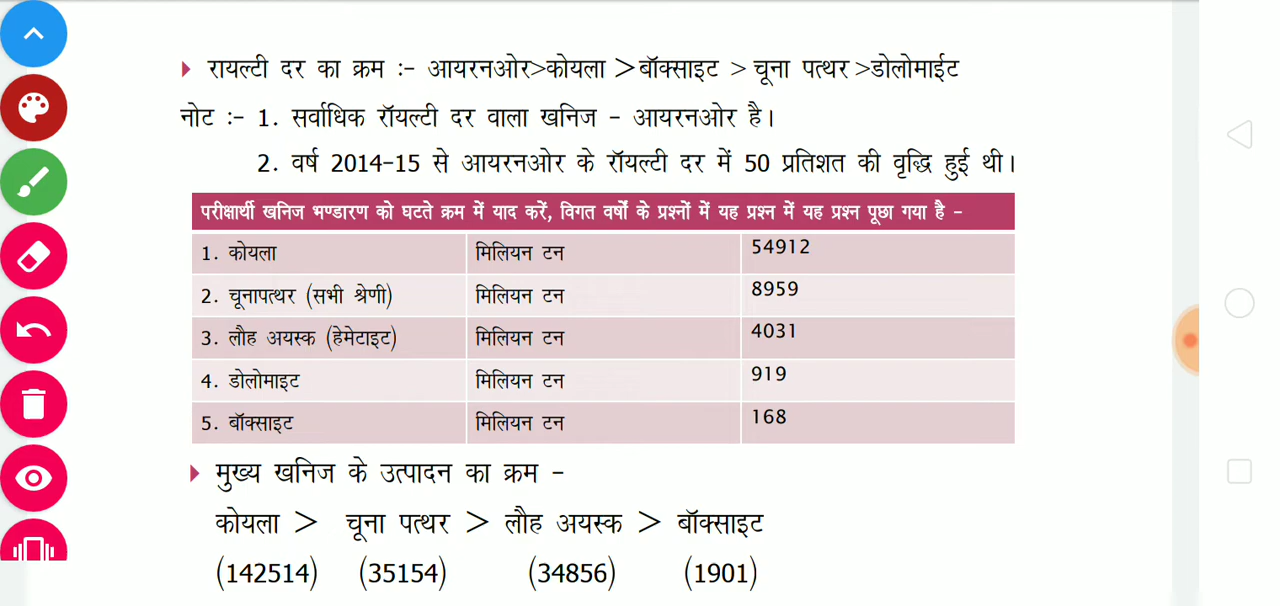 रायल्टी दर का क्रम :- आयरनओर>कोयला >बॉक्साइट > चूना पत्थर >डोलोमाईट
नोट :- 1. सर्वाधिक रॉयल्टी दर वाला खनिज - आयरनओर है।
2. वर्ष 2014-15 से आयरनओर के रॉयल्टी दर में 50 प्रतिशत की वृद्धि हुई थी।
परीक्षार्थी खनिज भण्डारण को घटते क्रम में याद करें, विगत वर्षों के प्रश्नों में यह प्रश्न में यह प्रश्न पूछा गया है -
1. कोयला मिलियन टन 54912
2. चूनापत्थर (सभी श्रेणी) मिलियन टन 8959
3. लौह अयस्क (हेमेटाइट) मिलियन टन 4031
4. डोलोमाइट मिलियन टन 919
5. बॉक्साइट मिलियन टन 168
मुख्य खनिज के उत्पादन का क्रम -
कोयला > चूना पत्थर > लौह अयस्क > बॉक्साइट
(142514) (35154) (34856) (1901)